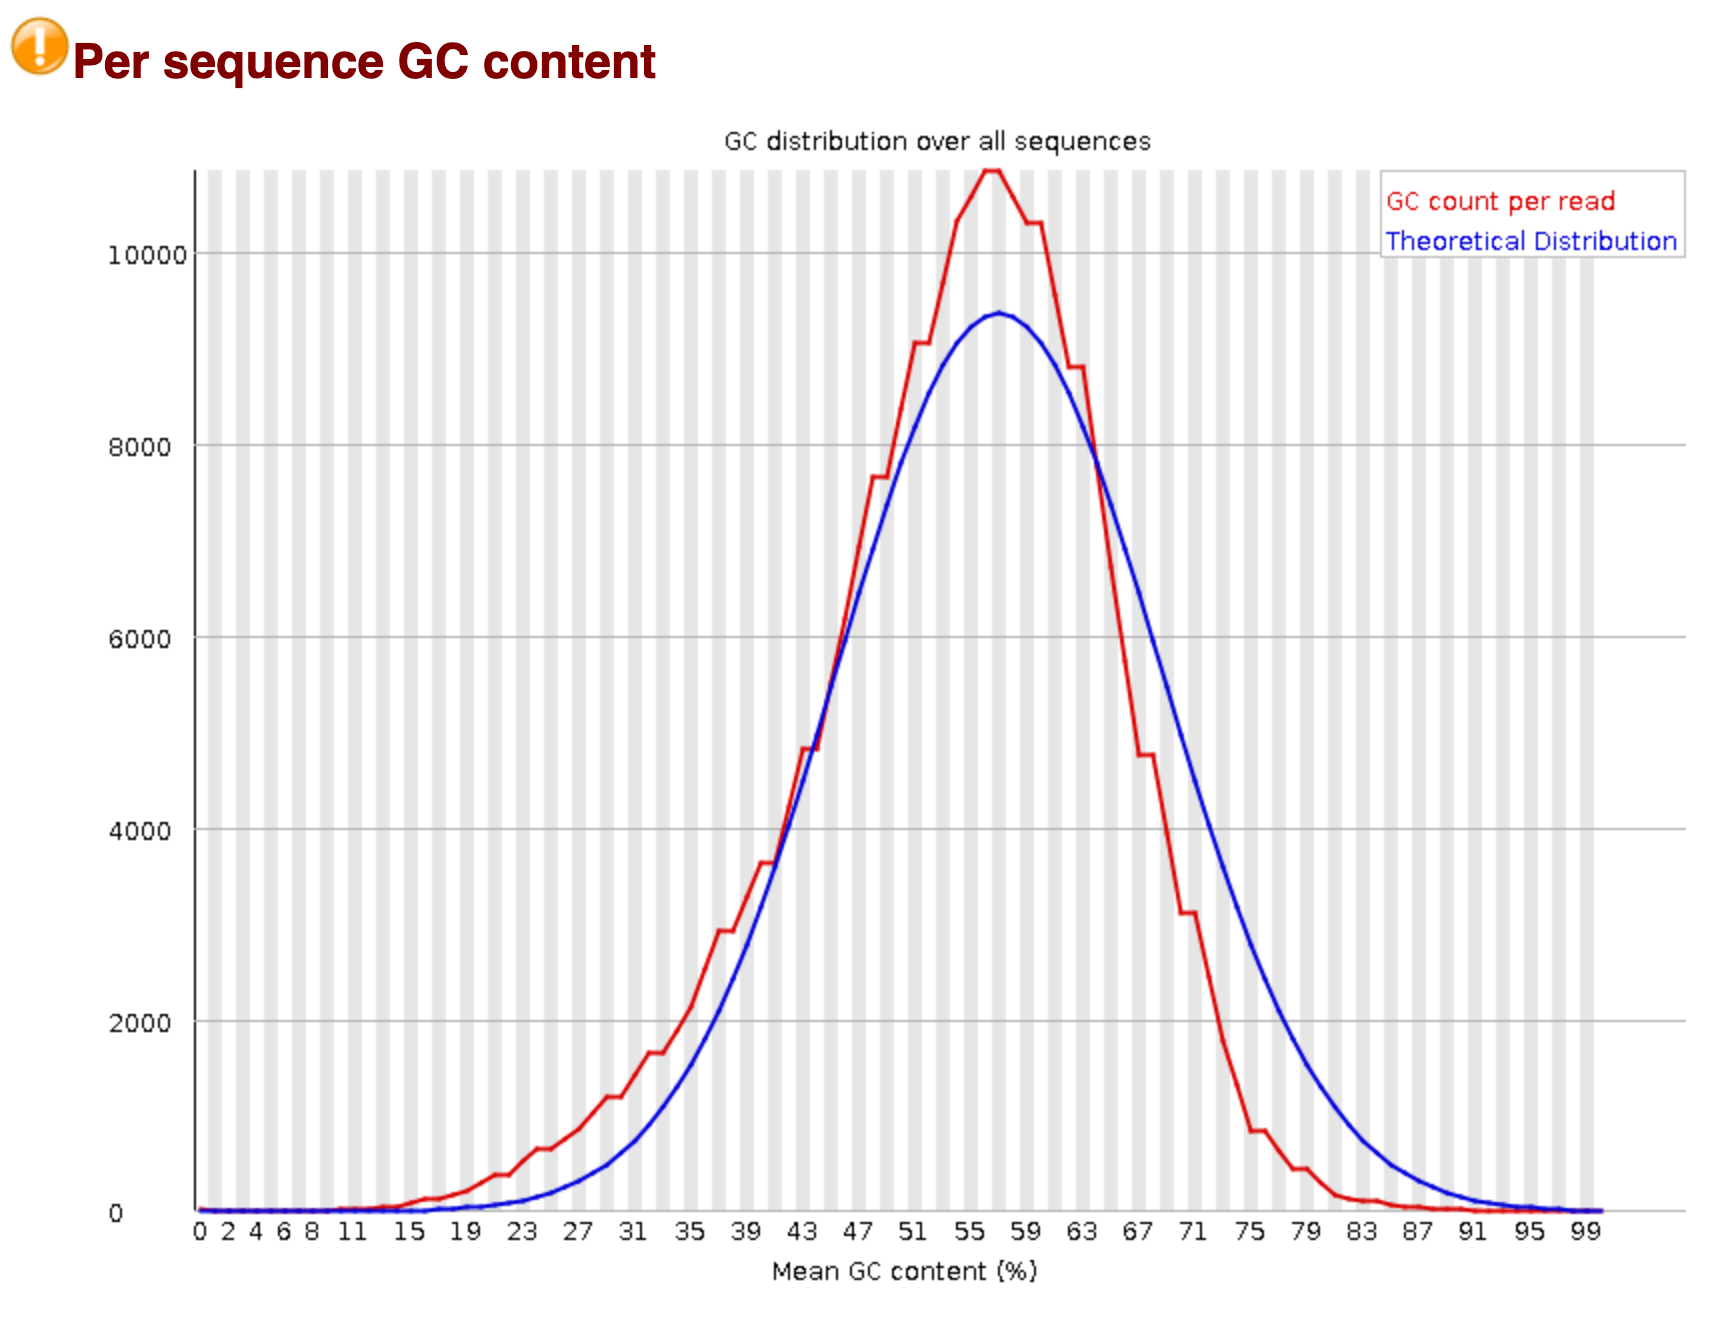 Per sequence GC content
GC distribution over all sequences
GC count per read
Theoretical Distribution
10000
8000
6000
4000
2000
0
0 2 4 6 8 11 15 19 23 27 31 35 39 43 47 51 55 59 63 67 71 75 79 83 87 91 95 99
Mean GC content (%)